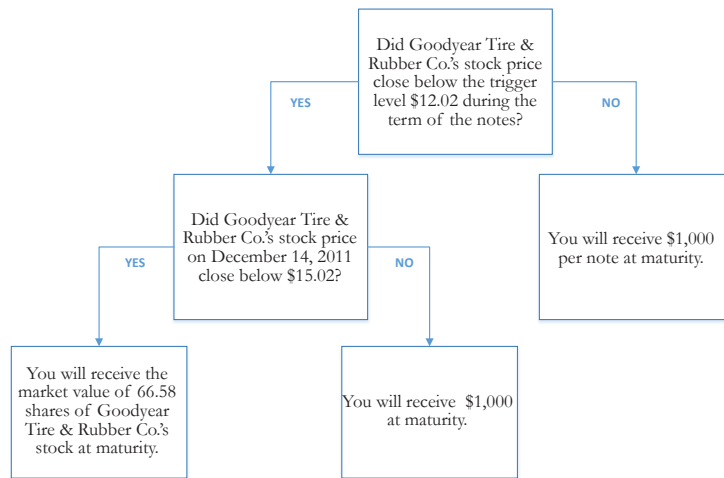 Did Goodyear Tire &
Rubber Co.'s stock price
close below the trigger
level $12.02 during the
term of the notes?
YES
NO
Did Goodyear Tire &
Rubber Co.'s stock price
on December 14, 2011
close below $15.02?
You will receive $1,000
per note at maturity.
YES
NO
You will receive the
market value of 66.58
shares of Goodyear
Tire & Rubber Co.'s
stock at maturity.
You will receive $1,000
at maturity.